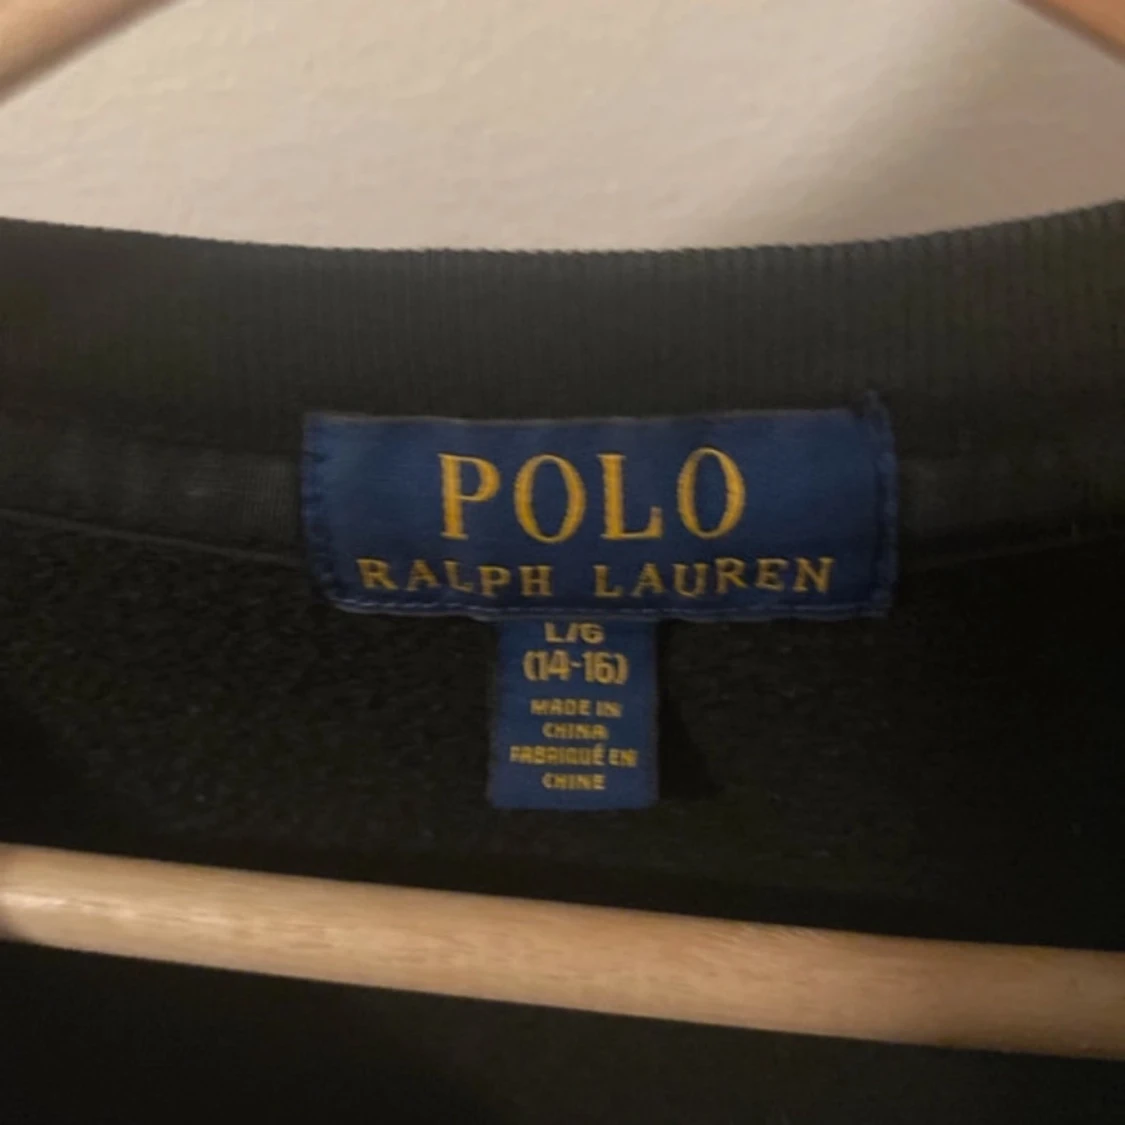 POLO
RALPH LAUREN
L/G
(14-16)
MADE IN
CHINA
FABRIQUÉ EN
CHINE